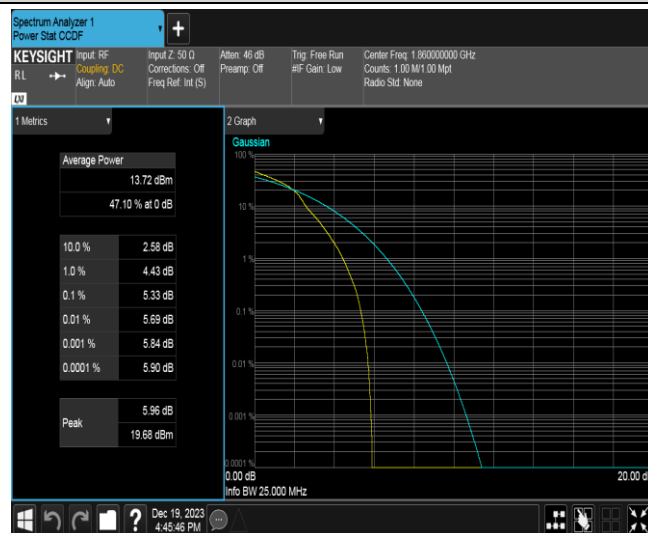 Spectrum Analyzer 1
Power Stat CCDF
+
KEYSIGHT
RL
LXI
Input: RF
Coupling: DC
Align: Auto
Input Z: 50 Ω
Corrections: Off
Freq Ref: Int (S)
Atten: 46 dB
Preamp: Off
Trig: Free Run
#IF Gain: Low
Center Freq: 1.860000000 GHz
Counts: 1.00 M/1.00 Mpt
Radio Std: None
1 Metrics
Average Power
13.72 dBm
47.10 % at 0 dB
10.0 % 2.58 dB
1.0 % 4.43 dB
0.1 % 5.33 dB
0.01 % 5.69 dB
0.001 % 5.84 dB
0.0001 % 5.90 dB
Peak
5.96 dB
19.68 dBm
2 Graph
Gaussian
100 %
10 %
1 %
0.1 %
0.01 %
0.001 %
0.0001 %
0.00 dB
20.00 d
Info BW 25.000 MHz
?
Dec 19, 2023
4:45:46 PM